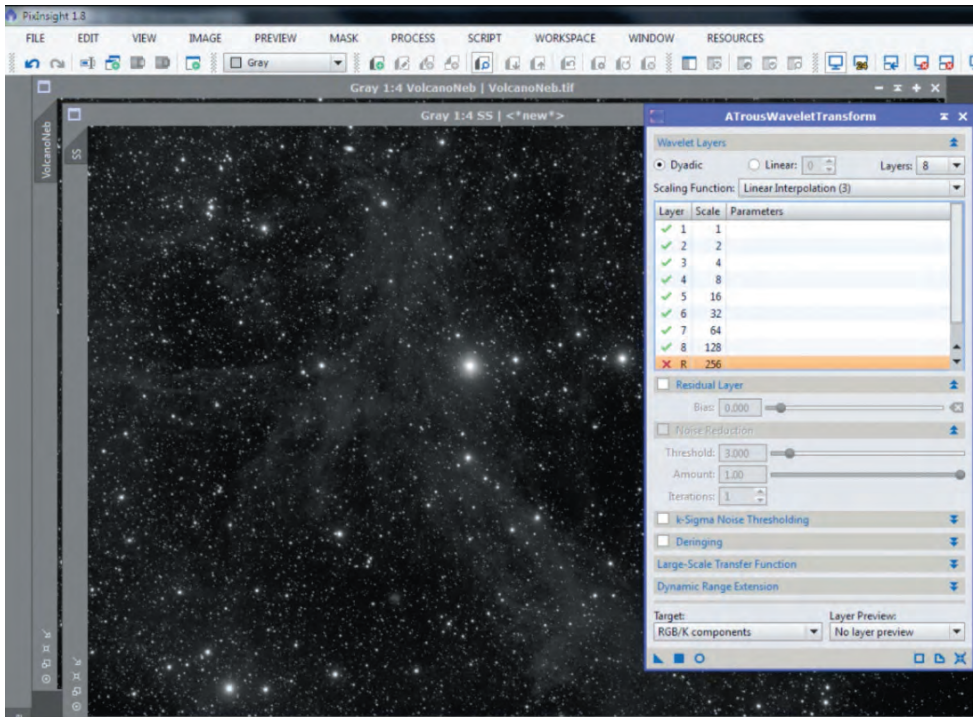 PixInsight 1.8
FILE EDIT VIEW IMAGE PREVIEW MASK PROCESS SCRIPT WORKSPACE WINDOW RESOURCES
Gray
Gray 1:4 VolcanoNeb | VolcanoNeb.tif
VolcanoNeb
Gray 1:4 SS | <*new*>
SS
ATrousWaveletTransform
Wavelet Layers
Dyadic Linear: 0 Layers: 8
Scaling Function: Linear Interpolation (3)
Layer Scale Parameters
1 1
2 2
3 4
4 8
5 16
6 32
7 64
8 128
R 256
Residual Layer
Bias: 0.000
Noise Reduction
Threshold: 3.000
Amount: 1.00
Iterations: 1
k-Sigma Noise Thresholding
Deringing
Large-Scale Transfer Function
Dynamic Range Extension
Target: Layer Preview:
RGB/K components No layer preview